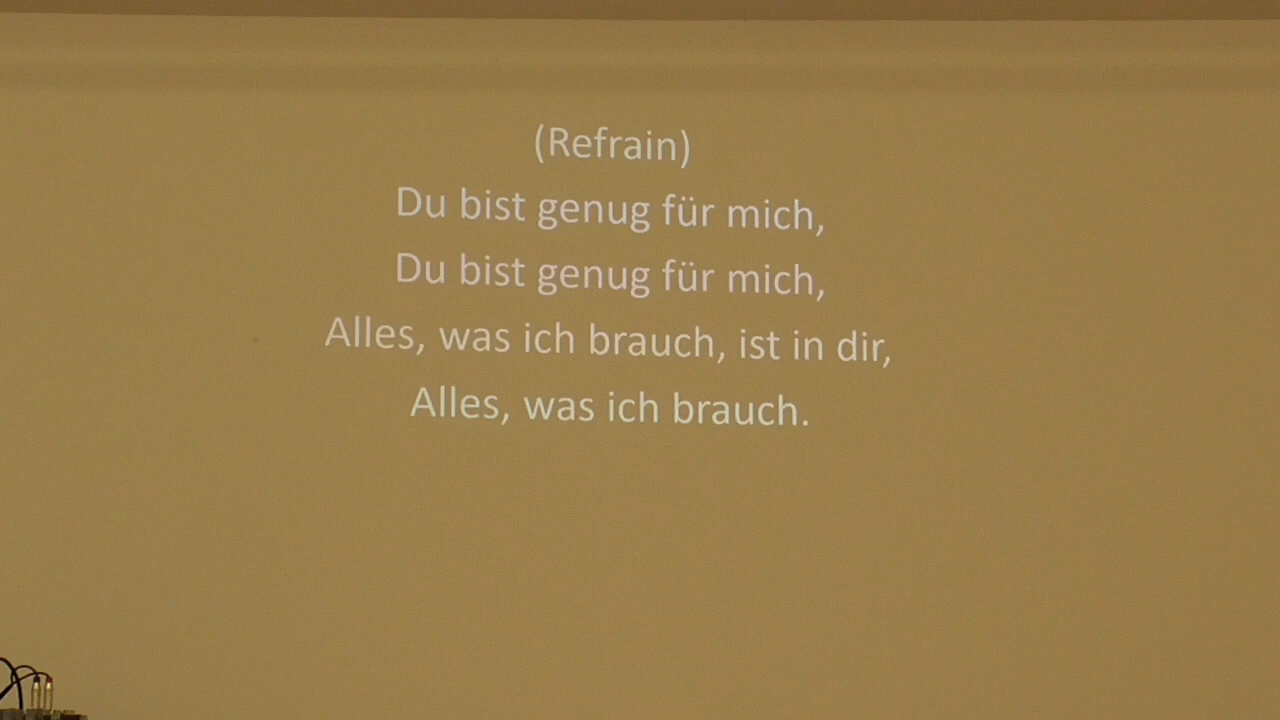 (Refrain)
Du bist genug für mich,
Du bist genug für mich,
Alles, was ich brauch, ist in dir,
Alles, was ich brauch.